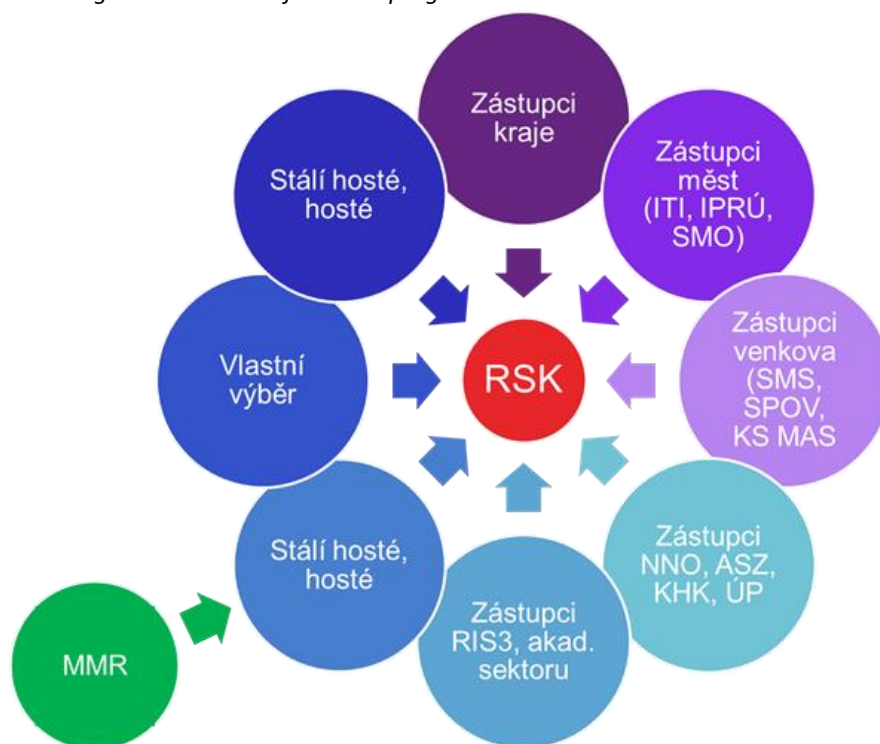 Zástupci
kraje
Zástupci
měst
(ITI, IPRÚ,
SMO)
Zástupci
venkova
(SMS,
SPOV,
KS MAS
Zástupci
NNO, ASZ,
KHK, ÚP
Zástupci
RIS3, akad.
sektoru
Stálí hosté,
hosté
Vlastní
výběr
Stálí hosté,
hosté
RSK
MMR